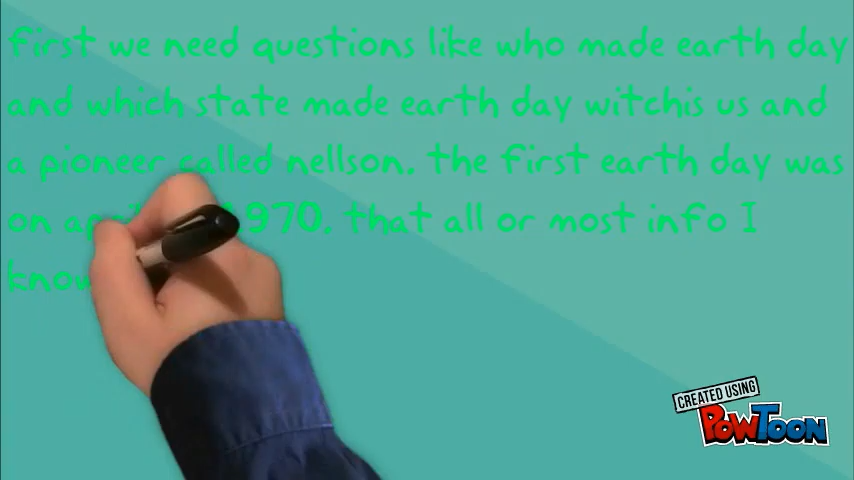 first we need questions like who made earth day
and which state made earth day witchis us and
a pioneer called nellson. the first earth day was
on 1970. that all or most info I
know
CREATED USING
POWTOON